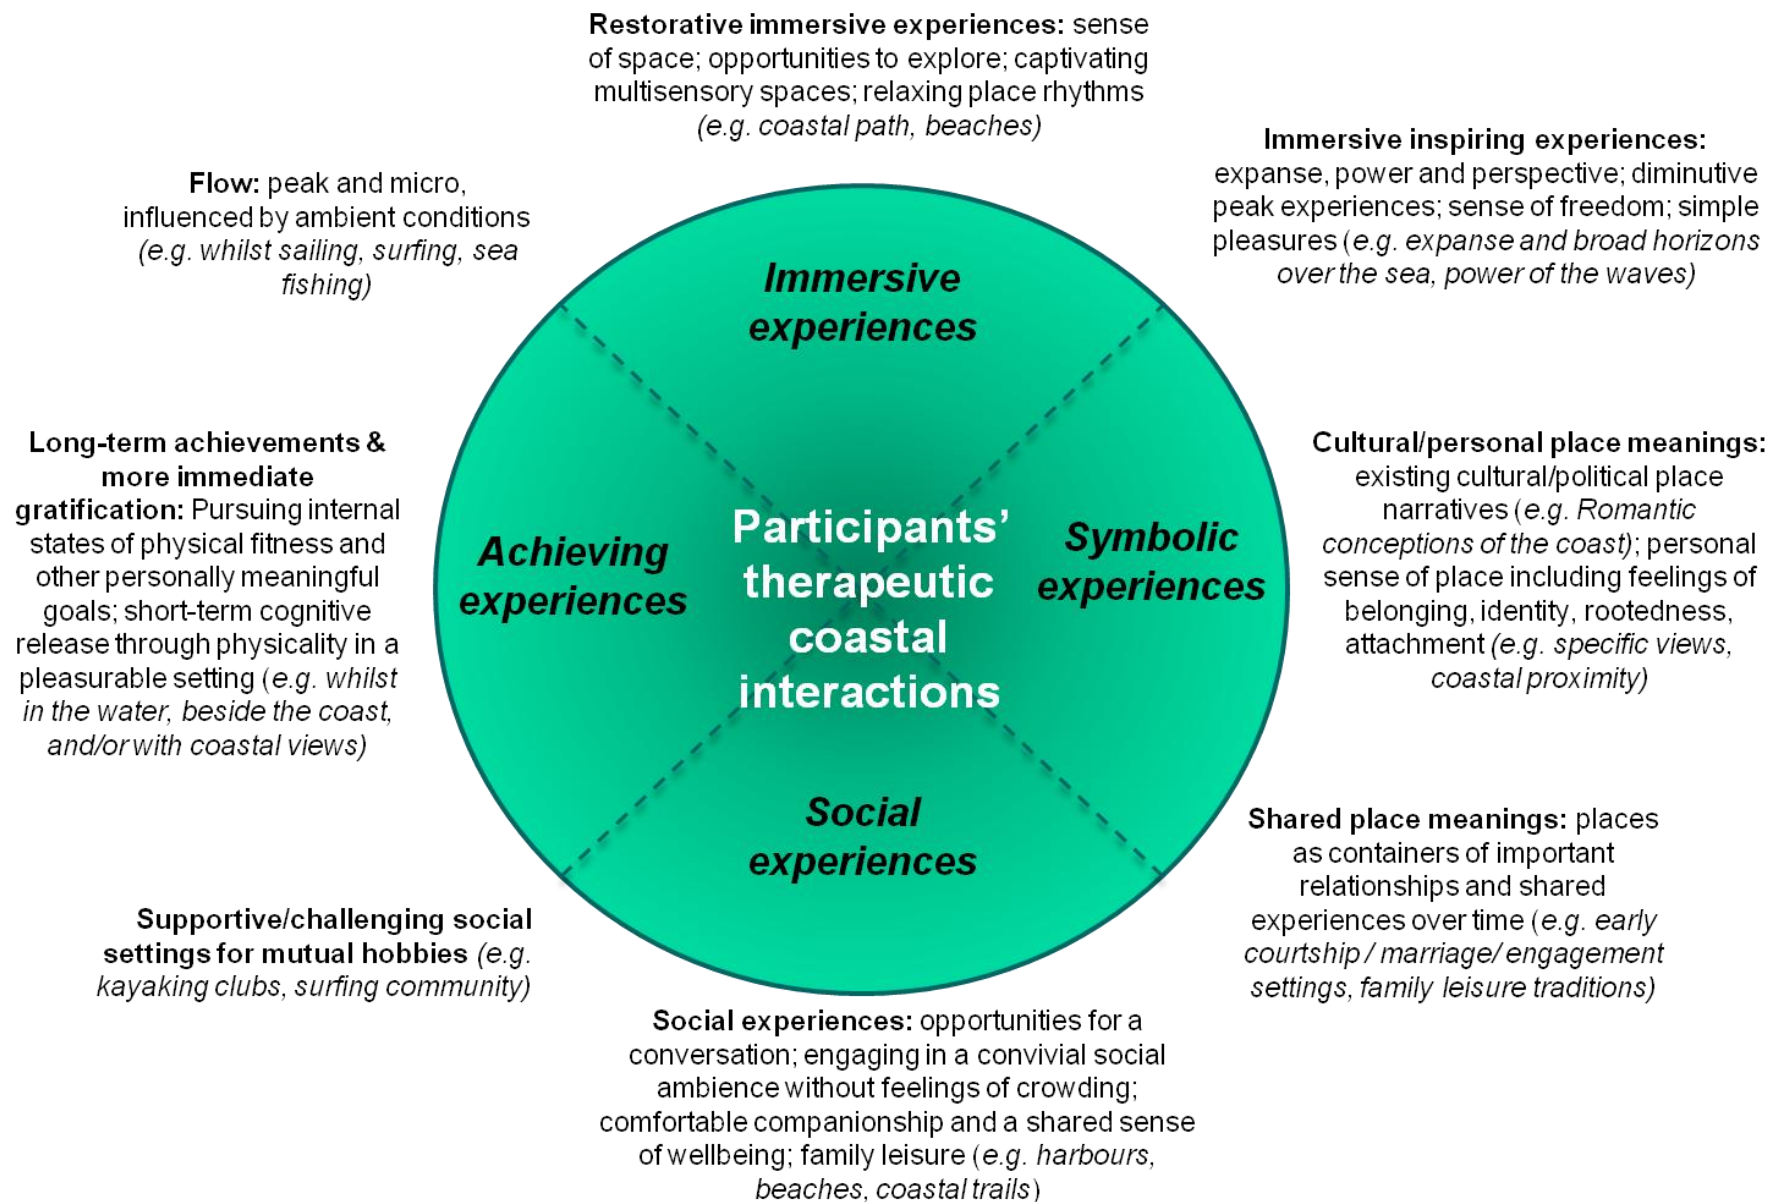 Restorative immersive experiences: sense
of space; opportunities to explore; captivating
multisensory spaces; relaxing place rhythms
(e.g. coastal path, beaches)
Immersive inspiring experiences:
expanse, power and perspective; diminutive
peak experiences; sense of freedom; simple
pleasures (e.g. expanse and broad horizons
over the sea, power of the waves)
Flow: peak and micro,
influenced by ambient conditions
(e.g. whilst sailing, surfing, sea
fishing)
Immersive
experiences
Long-term achievements &
more immediate
gratification: Pursuing internal
states of physical fitness and
other personally meaningful
goals; short-term cognitive
release through physicality in a
pleasurable setting (e.g. whilst
in the water, beside the coast,
and/or with coastal views)
Achieving
experiences
Participants’
therapeutic
coastal
interactions
Symbolic
experiences
Cultural/personal place meanings:
existing cultural/political place
narratives (e.g. Romantic
conceptions of the coast); personal
sense of place including feelings of
belonging, identity, rootedness,
attachment (e.g. specific views,
coastal proximity)
Social
experiences
Shared place meanings: places
as containers of important
relationships and shared
experiences over time (e.g. early
courtship / marriage/ engagement
settings, family leisure traditions)
Supportive/challenging social
settings for mutual hobbies (e.g.
kayaking clubs, surfing community)
Social experiences: opportunities for a
conversation; engaging in a convivial social
ambience without feelings of crowding;
comfortable companionship and a shared sense
of wellbeing; family leisure (e.g. harbours,
beaches, coastal trails)